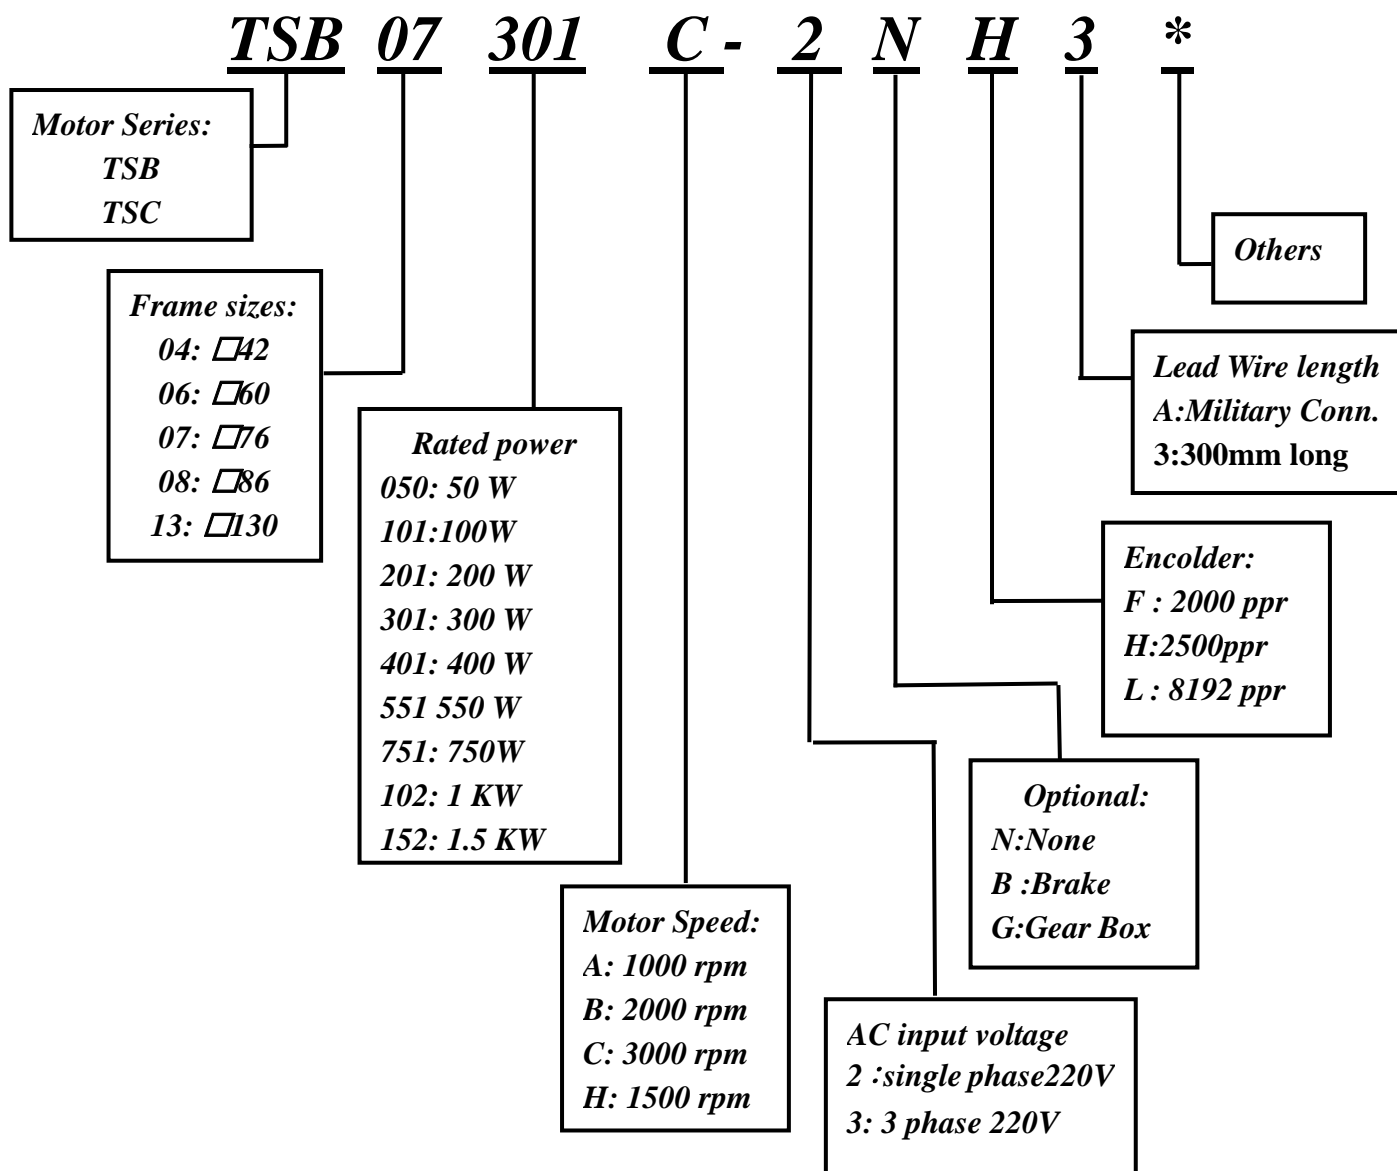 TSB 07 301 C - 2 N H 3 *
Motor Series:
TSB
TSC
Others
Frame sizes:
04: □42
06: □60
07: □76
08: □86
13: □130
Lead Wire length
A:Military Conn.
3:300mm long
Rated power
050: 50 W
101:100W
201: 200 W
301: 300 W
401: 400 W
551 550 W
751: 750W
102: 1 KW
152: 1.5 KW
Encolder:
F : 2000 ppr
H:2500ppr
L : 8192 ppr
Optional:
N:None
B :Brake
G:Gear Box
Motor Speed:
A: 1000 rpm
B: 2000 rpm
C: 3000 rpm
H: 1500 rpm
AC input voltage
2 :single phase220V
3: 3 phase 220V